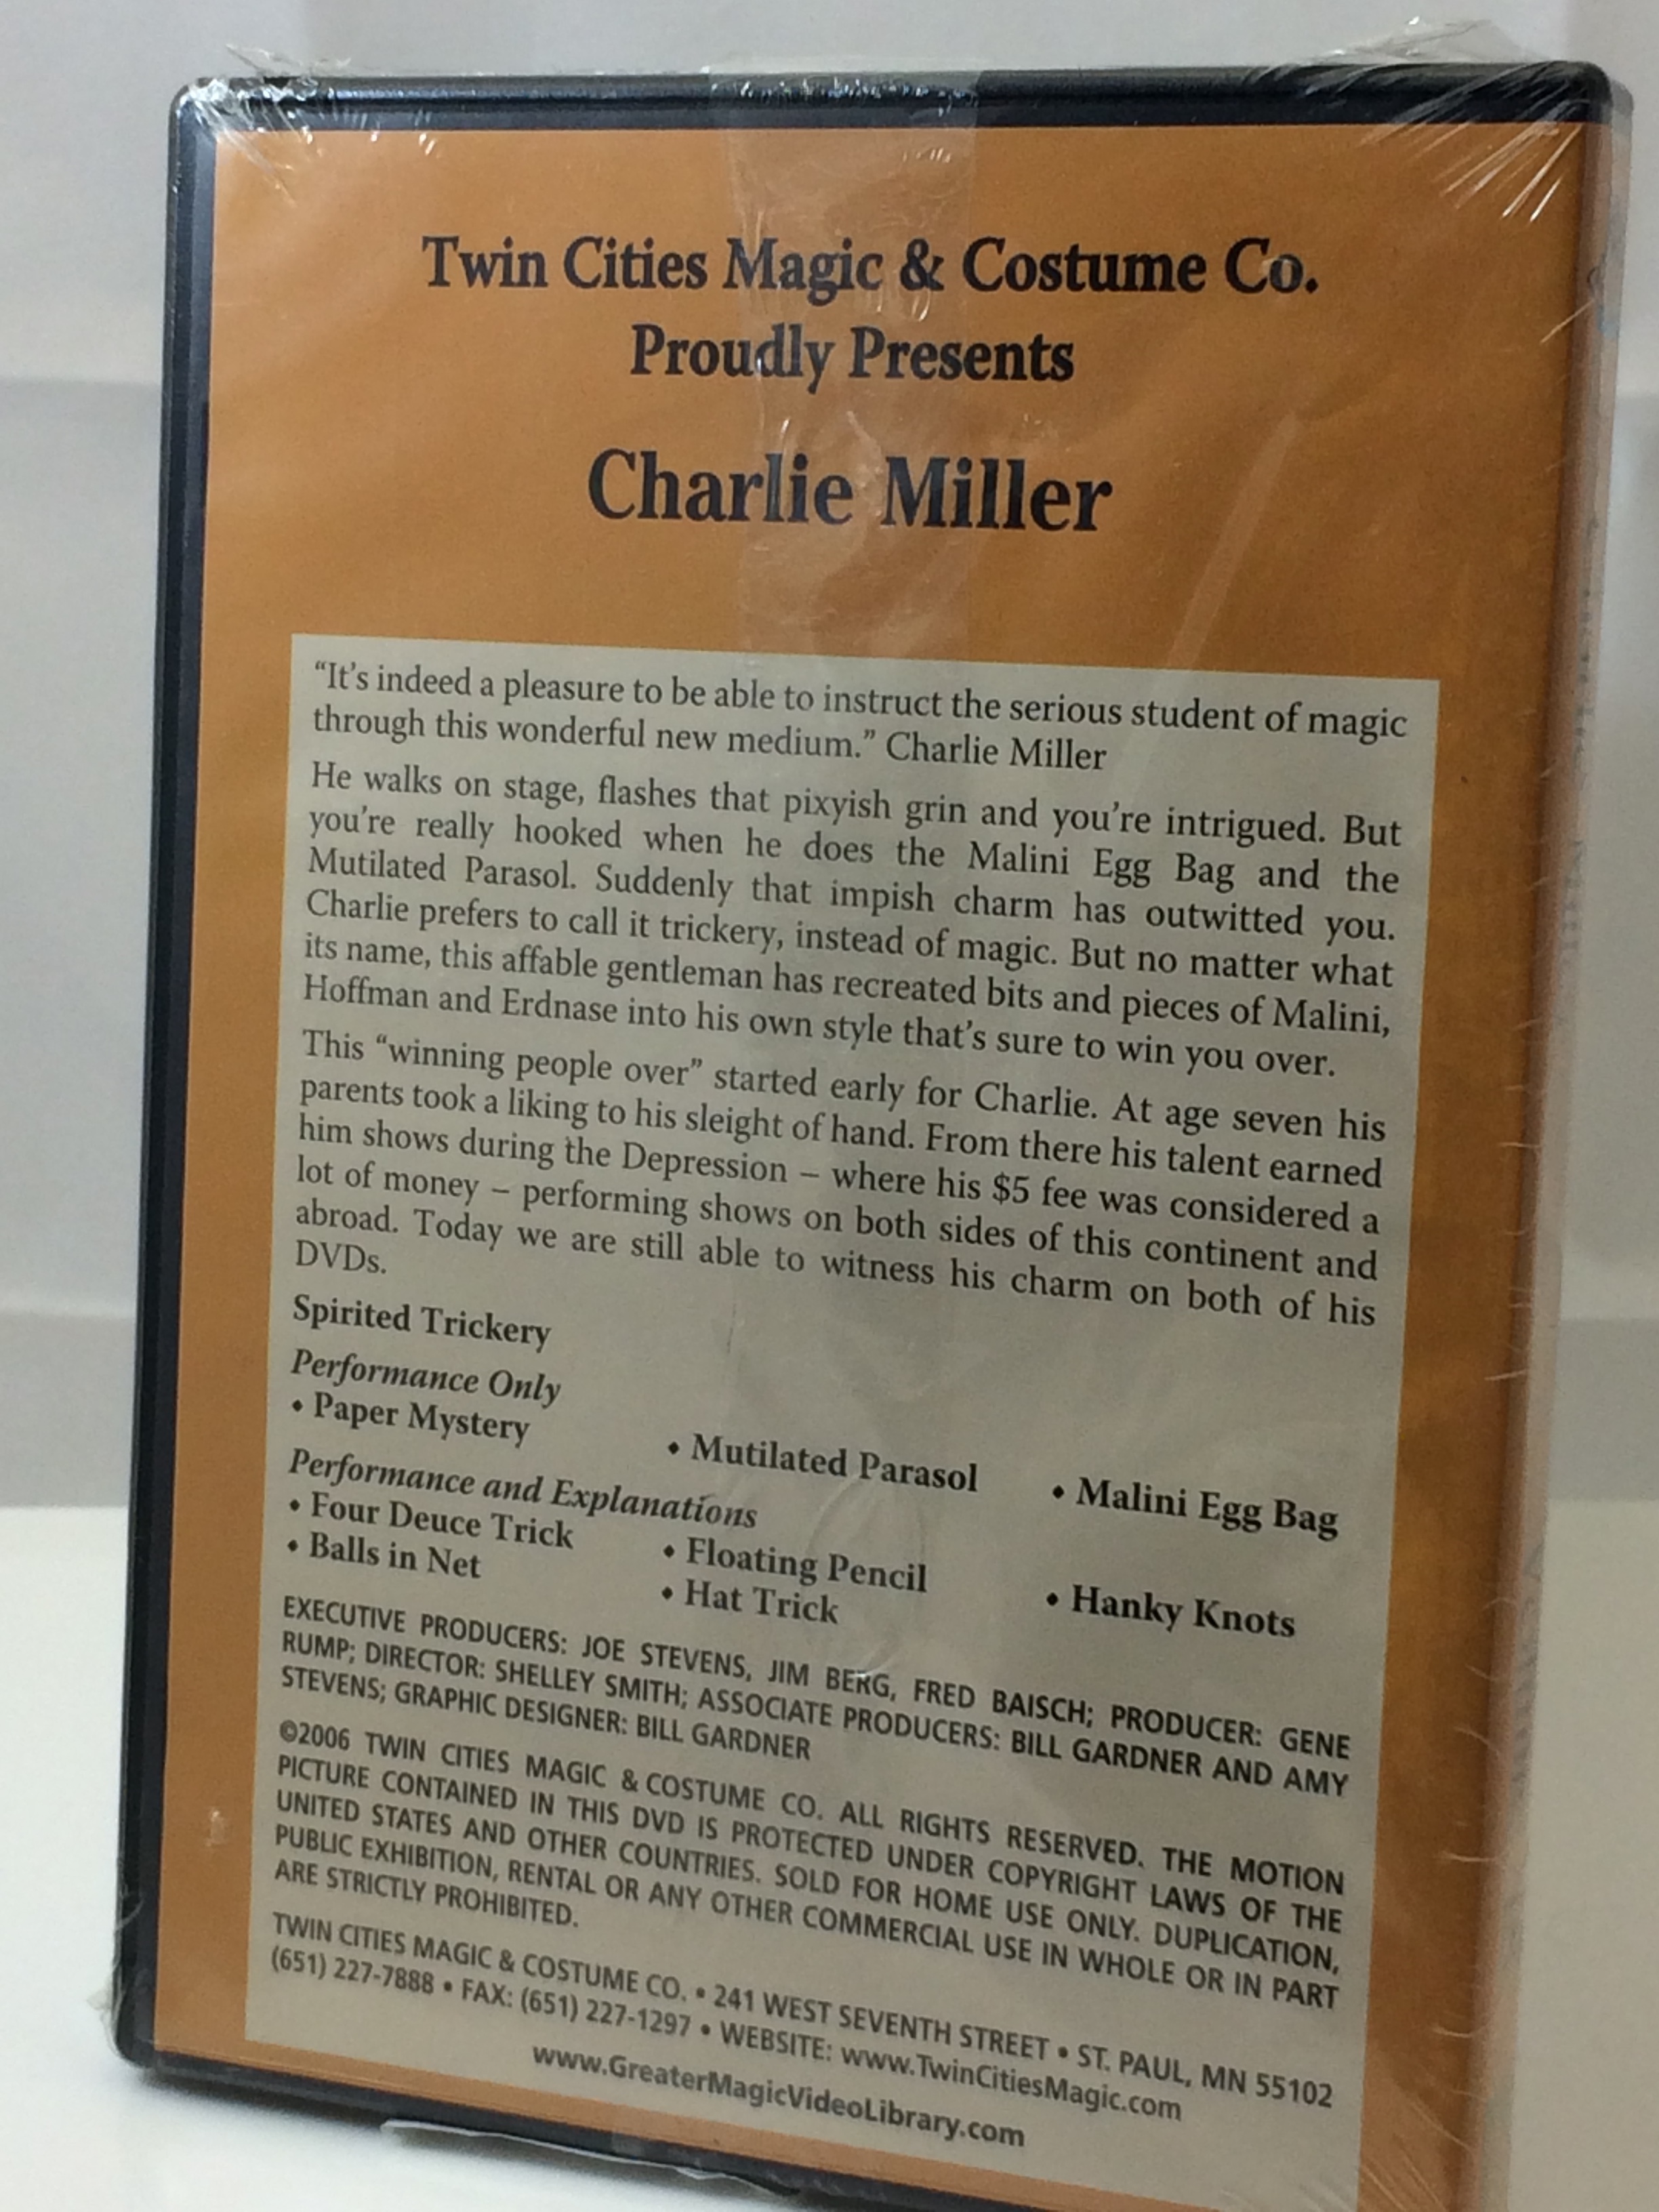 Twin Cities Magic & Costume Co.
Proudly Presents
Charlie Miller
“It’s indeed a pleasure to be able to instruct the serious student of magic
through this wonderful new medium.” Charlie Miller
He walks on stage, flashes that pixyish grin and you’re intrigued. But
you’re really hooked when he does the Malini Egg Bag and the
Mutilated Parasol. Suddenly that impish charm has outwitted you.
Charlie prefers to call it trickery, instead of magic. But no matter what
its name, this affable gentleman has recreated bits and pieces of Malini,
Hoffman and Erdnase into his own style that’s sure to win you over.
This “winning people over” started early for Charlie. At age seven his
parents took a liking to his sleight of hand. From there his talent earned
him shows during the Depression – where his $5 fee was considered a
lot of money – performing shows on both sides of this continent and
abroad. Today we are still able to witness his charm on both of his
DVDs.
Spirited Trickery
Performance Only
• Paper Mystery • Mutilated Parasol • Malini Egg Bag
Performance and Explanations
• Four Deuce Trick • Floating Pencil • Hanky Knots
• Balls in Net • Hat Trick
EXECUTIVE PRODUCERS: JOE STEVENS, JIM BERG, FRED BAISCH; PRODUCER: GENE
RUMP; DIRECTOR: SHELLEY SMITH; ASSOCIATE PRODUCERS: BILL GARDNER AND AMY
STEVENS; GRAPHIC DESIGNER: BILL GARDNER
©2006 TWIN CITIES MAGIC & COSTUME CO. ALL RIGHTS RESERVED. THE MOTION
PICTURE CONTAINED IN THIS DVD IS PROTECTED UNDER COPYRIGHT LAWS OF THE
UNITED STATES AND OTHER COUNTRIES. SOLD FOR HOME USE ONLY. DUPLICATION,
PUBLIC EXHIBITION, RENTAL OR ANY OTHER COMMERCIAL USE IN WHOLE OR IN PART
ARE STRICTLY PROHIBITED.
TWIN CITIES MAGIC & COSTUME CO. • 241 WEST SEVENTH STREET • ST. PAUL, MN 55102
(651) 227-7888 • FAX: (651) 227-1297 • WEBSITE: www.TwinCitiesMagic.com
www.GreaterMagicVideoLibrary.com